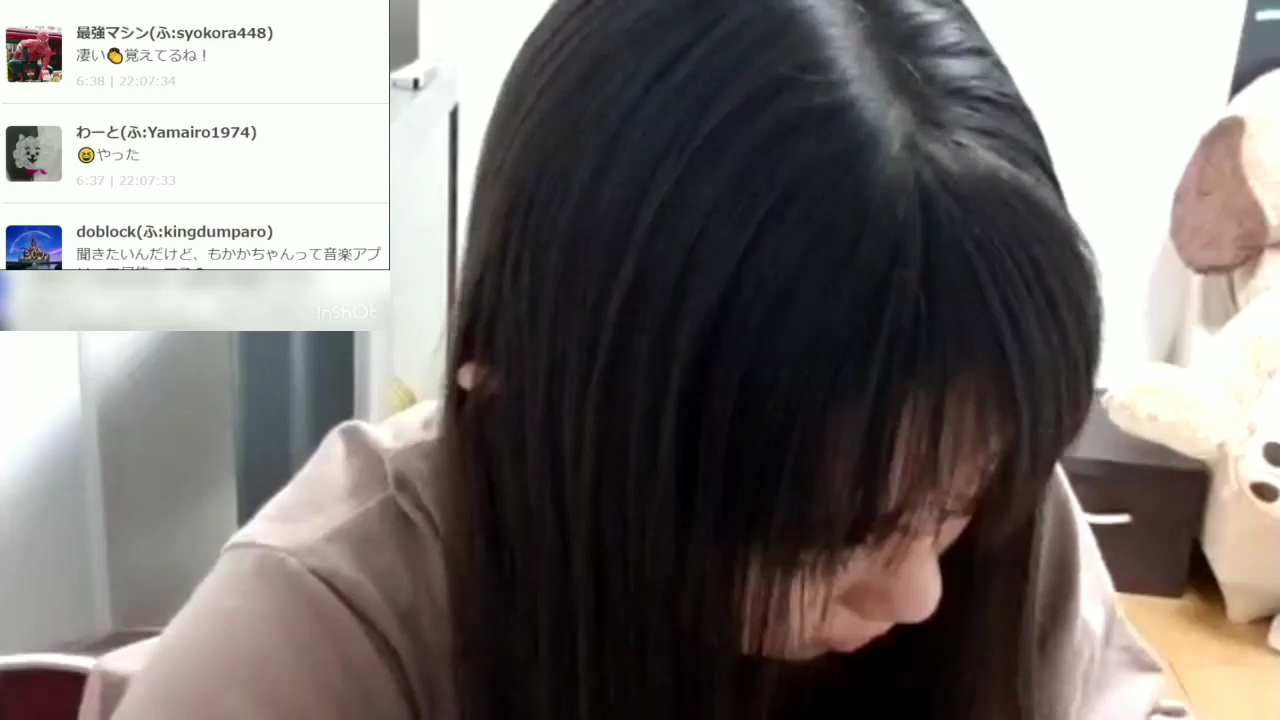 最強マシン(ふ:syokora448)
凄い👏覚えてるね！
6:38 | 22:07:34
わーと(ふ:Yamairo1974)
😆やった
6:37 | 22:07:33
doblock(ふ:kingdumparo)
聞きたいんだけど、もかかちゃんって音楽アプ
InShOt